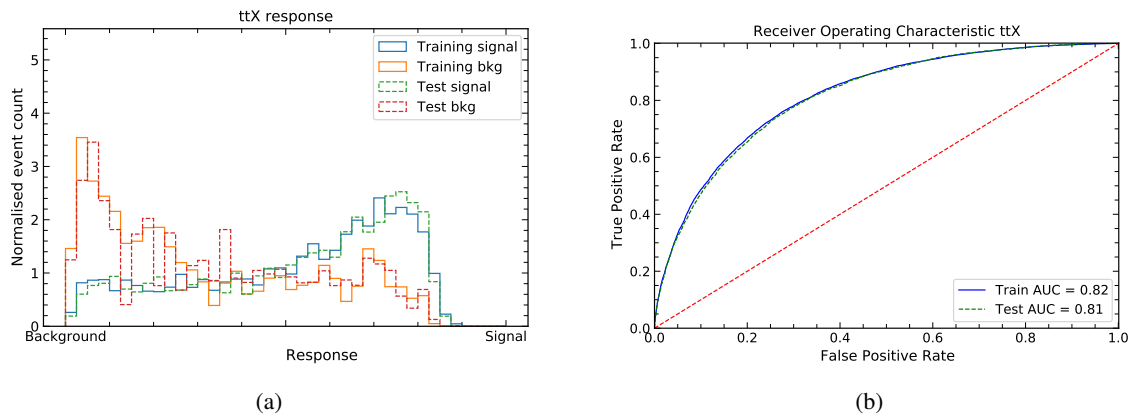 ttX response
Normalised event count
5
4
3
2
1
0
Training signal
Training bkg
Test signal
Test bkg
Background
Signal
Response
(a)
Receiver Operating Characteristic ttX
True Positive Rate
1.0
0.8
0.6
0.4
0.2
0.0
Train AUC = 0.82
Test AUC = 0.81
0.0 0.2 0.4 0.6 0.8 1.0
False Positive Rate
(b)